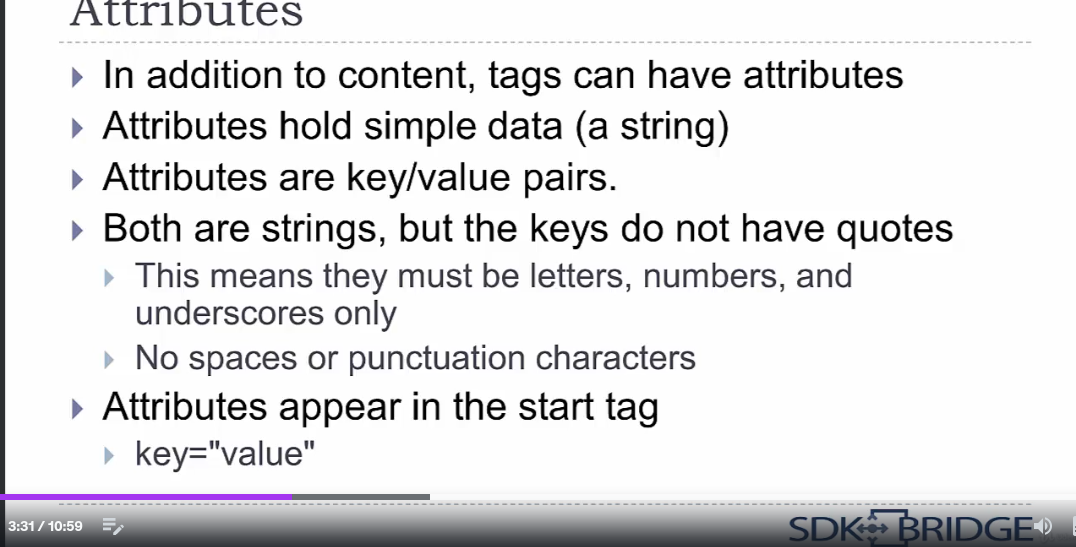 Attributes
In addition to content, tags can have attributes
Attributes hold simple data (a string)
Attributes are key/value pairs.
Both are strings, but the keys do not have quotes
This means they must be letters, numbers, and
underscores only
No spaces or punctuation characters
Attributes appear in the start tag
key="value"
3:31 / 10:59
SDK BRIDGE